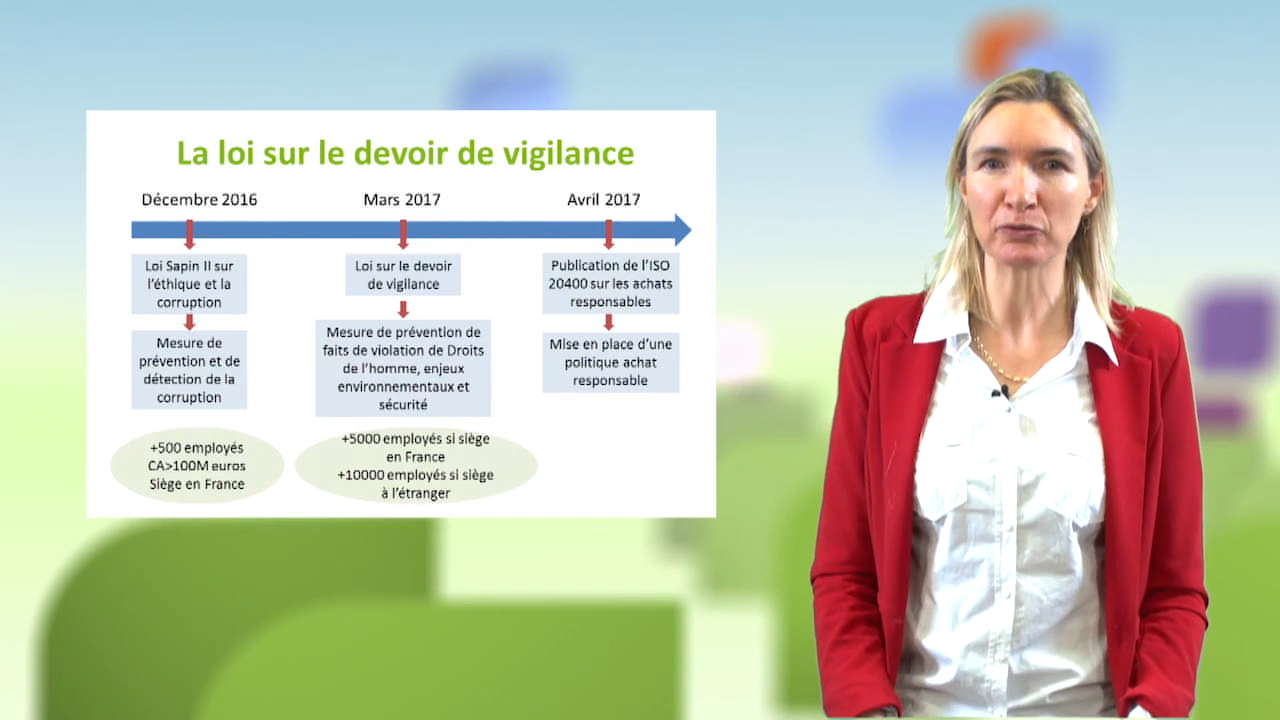 La loi sur le devoir de vigilance
Décembre 2016
Mars 2017
Avril 2017
Loi Sapin II sur
l'éthique et la
corruption
Loi sur le devoir
de vigilance
Publication de l'ISO
20400 sur les achats
responsables
Mesure de
prévention et de
détection de la
corruption
Mesure de prévention de
faits de violation de Droits
de l'homme, enjeux
environnementaux et
sécurité
Mise en place d'une
politique achat
responsable
+500 employés
CA>100M euros
Siège en France
+5000 employés si siège
en France
+10000 employés si siège
à l'étranger